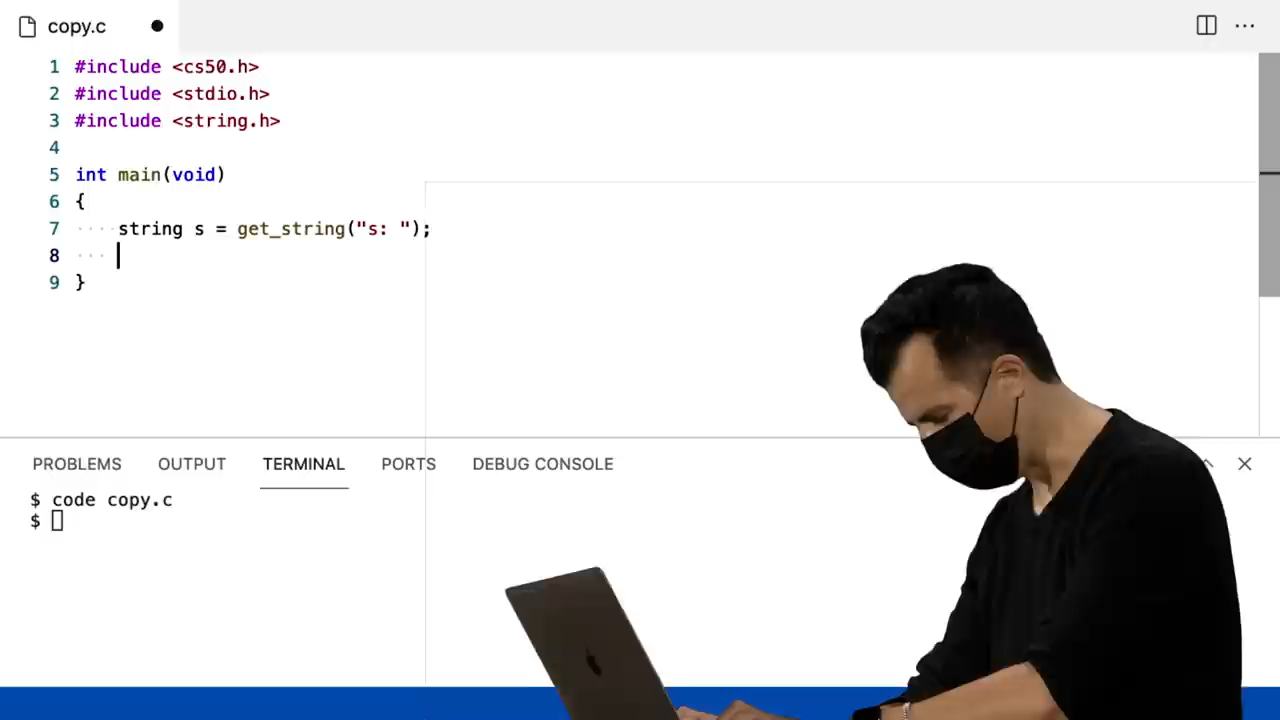 copy.c
1 #include <cs50.h>
2 #include <stdio.h>
3 #include <string.h>
4
5 int main(void)
6 {
7 string s = get_string("s: ");
8
9 }
PROBLEMS OUTPUT TERMINAL PORTS DEBUG CONSOLE
$ code copy.c
$